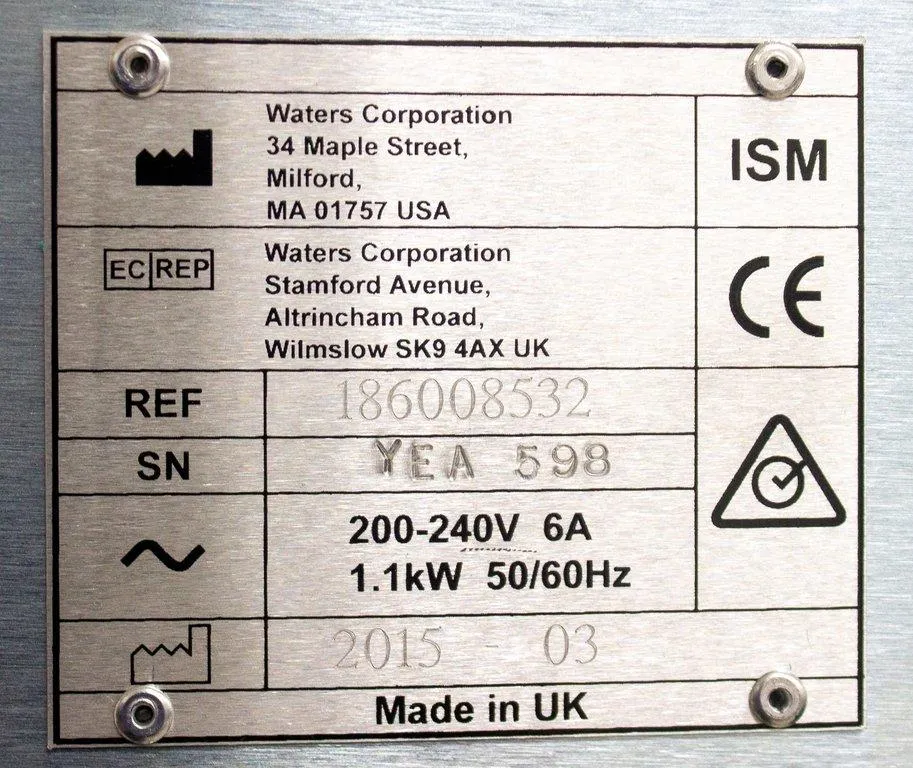 Waters Corporation
34 Maple Street,
Milford,
MA 01757 USA
ISM
EC REP
Waters Corporation
Stamford Avenue,
Altrincham Road,
Wilmslow SK9 4AX UK
CE
REF 186008532
SN YEA 598
200-240V 6A
1.1kW 50/60Hz
2015 - 03
Made in UK